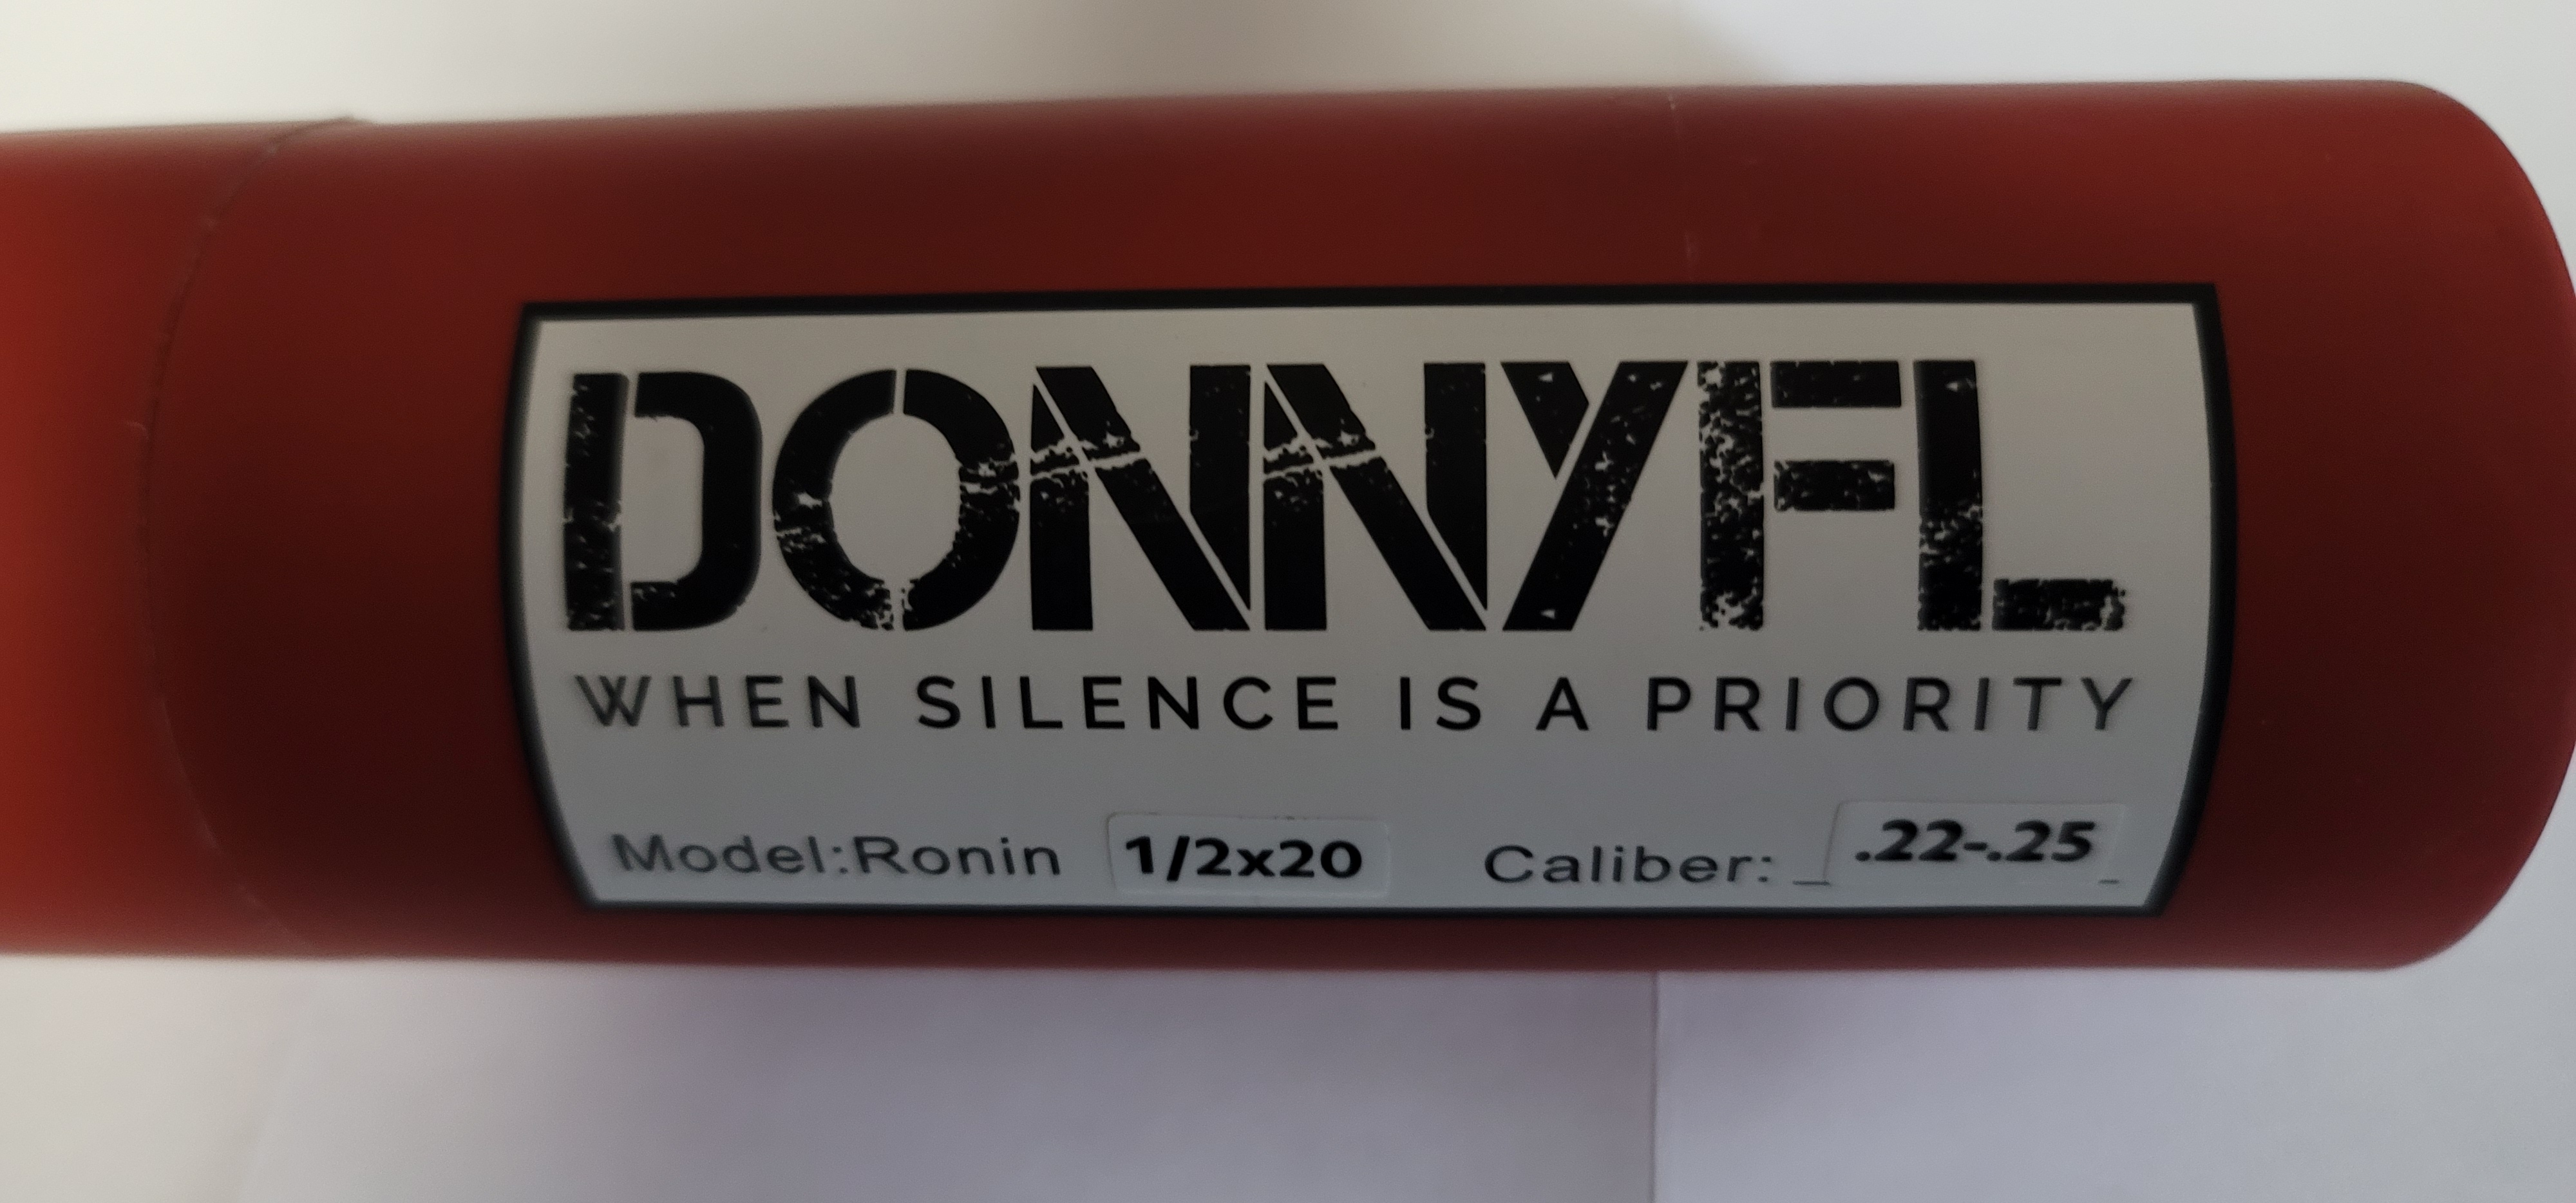 DONNYFL
WHEN SILENCE IS A PRIORITY
Model:Ronin 1/2x20 Caliber: .22-.25